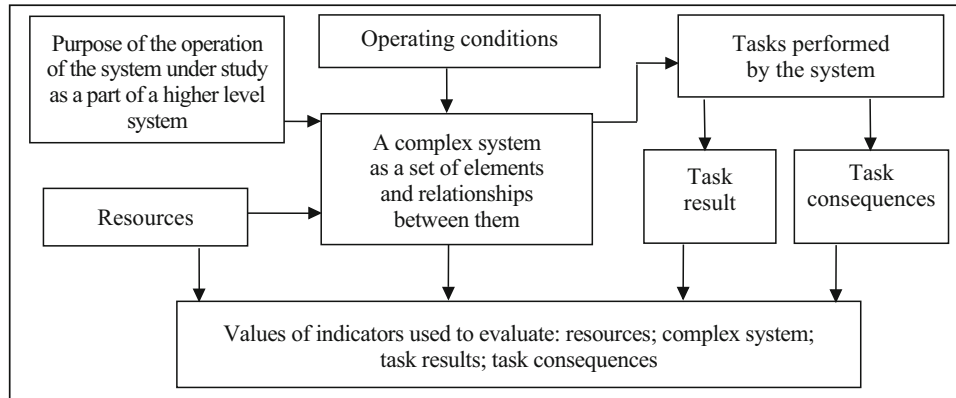 Purpose of the operation
of the system under study
as a part of a higher level
system
Operating conditions
Tasks performed
by the system
A complex system
as a set of elements
and relationships
between them
Resources
Task
result
Task
consequences
Values of indicators used to evaluate: resources; complex system;
task results; task consequences